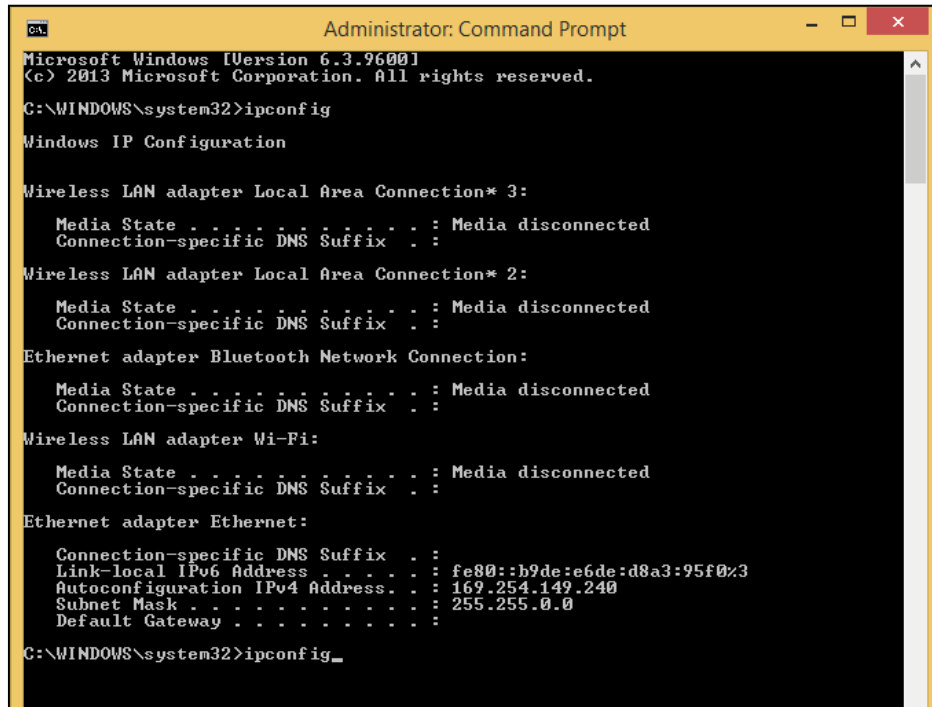 Administrator: Command Prompt
Microsoft Windows [Version 6.3.9600]
(c) 2013 Microsoft Corporation. All rights reserved.
C:\WINDOWS\system32>ipconfig
Windows IP Configuration
Wireless LAN adapter Local Area Connection* 3:
Media State . . . . . . . . . . . : Media disconnected
Connection-specific DNS Suffix  . :
Wireless LAN adapter Local Area Connection* 2:
Media State . . . . . . . . . . . : Media disconnected
Connection-specific DNS Suffix  . :
Ethernet adapter Bluetooth Network Connection:
Media State . . . . . . . . . . . : Media disconnected
Connection-specific DNS Suffix  . :
Wireless LAN adapter Wi-Fi:
Media State . . . . . . . . . . . : Media disconnected
Connection-specific DNS Suffix  . :
Ethernet adapter Ethernet:
Connection-specific DNS Suffix  . :
Link-local IPv6 Address . . . . . : fe80::b9de:e6de:d8a3:95f0%3
Autoconfiguration IPv4 Address. . : 169.254.149.240
Subnet Mask . . . . . . . . . . . : 255.255.0.0
Default Gateway . . . . . . . . . :
C:\WINDOWS\system32>ipconfig_